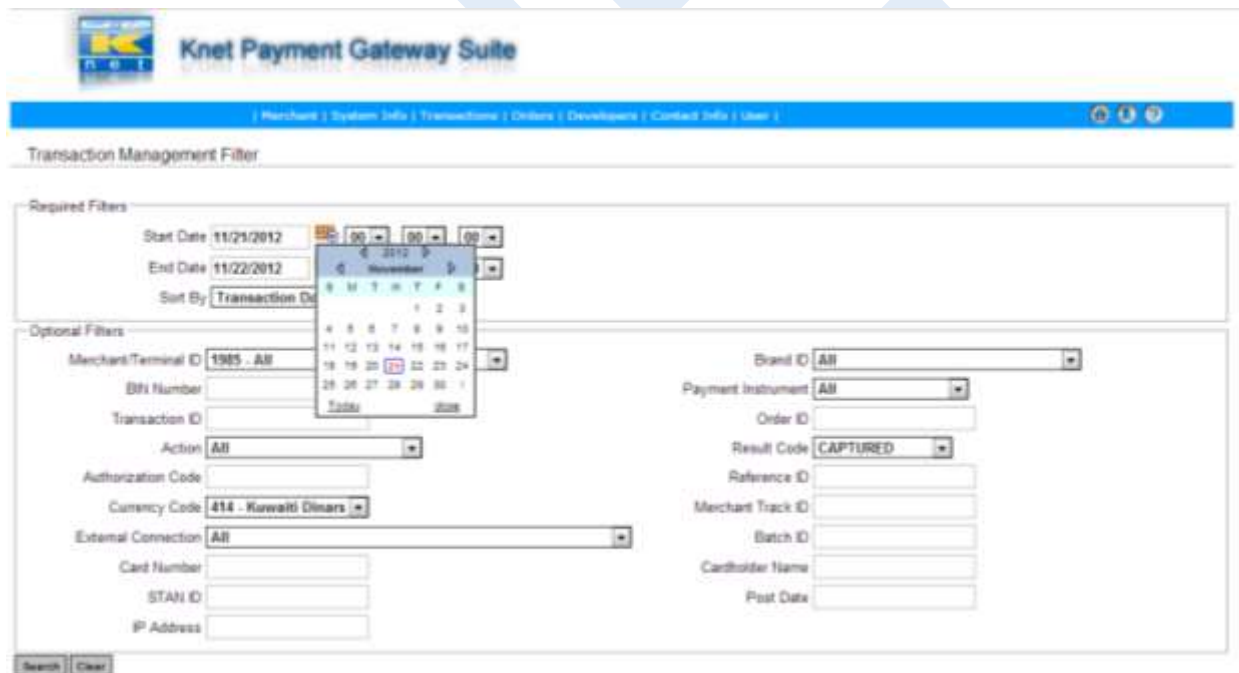 K
n e t
Knet Payment Gateway Suite
| Merchant | System Info | Transactions | Orders | Developers | Contact Info | User |
Transaction Management Filter
Required Filters
Start Date 11/21/2012 00 00 00
End Date 11/22/2012
Sort By Transaction
2012
November
S M T W T F S
1 2 3
4 5 6 7 8 9 10
11 12 13 14 15 16 17
18 19 20 21 22 23 24
25 26 27 28 29 30 1
Today
Optional Filters
Merchant/Terminal ID 1985 - All
Brand ID All
BIN Number
Payment Instrument All
Transaction ID
Order ID
Action All
Result Code CAPTURED
Authorization Code
Reference ID
Currency Code 414 - Kuwaiti Dinars
Merchant Track ID
External Connection All
Batch ID
Card Number
Cardholder Name
STAN ID
Post Date
IP Address
Search Clear